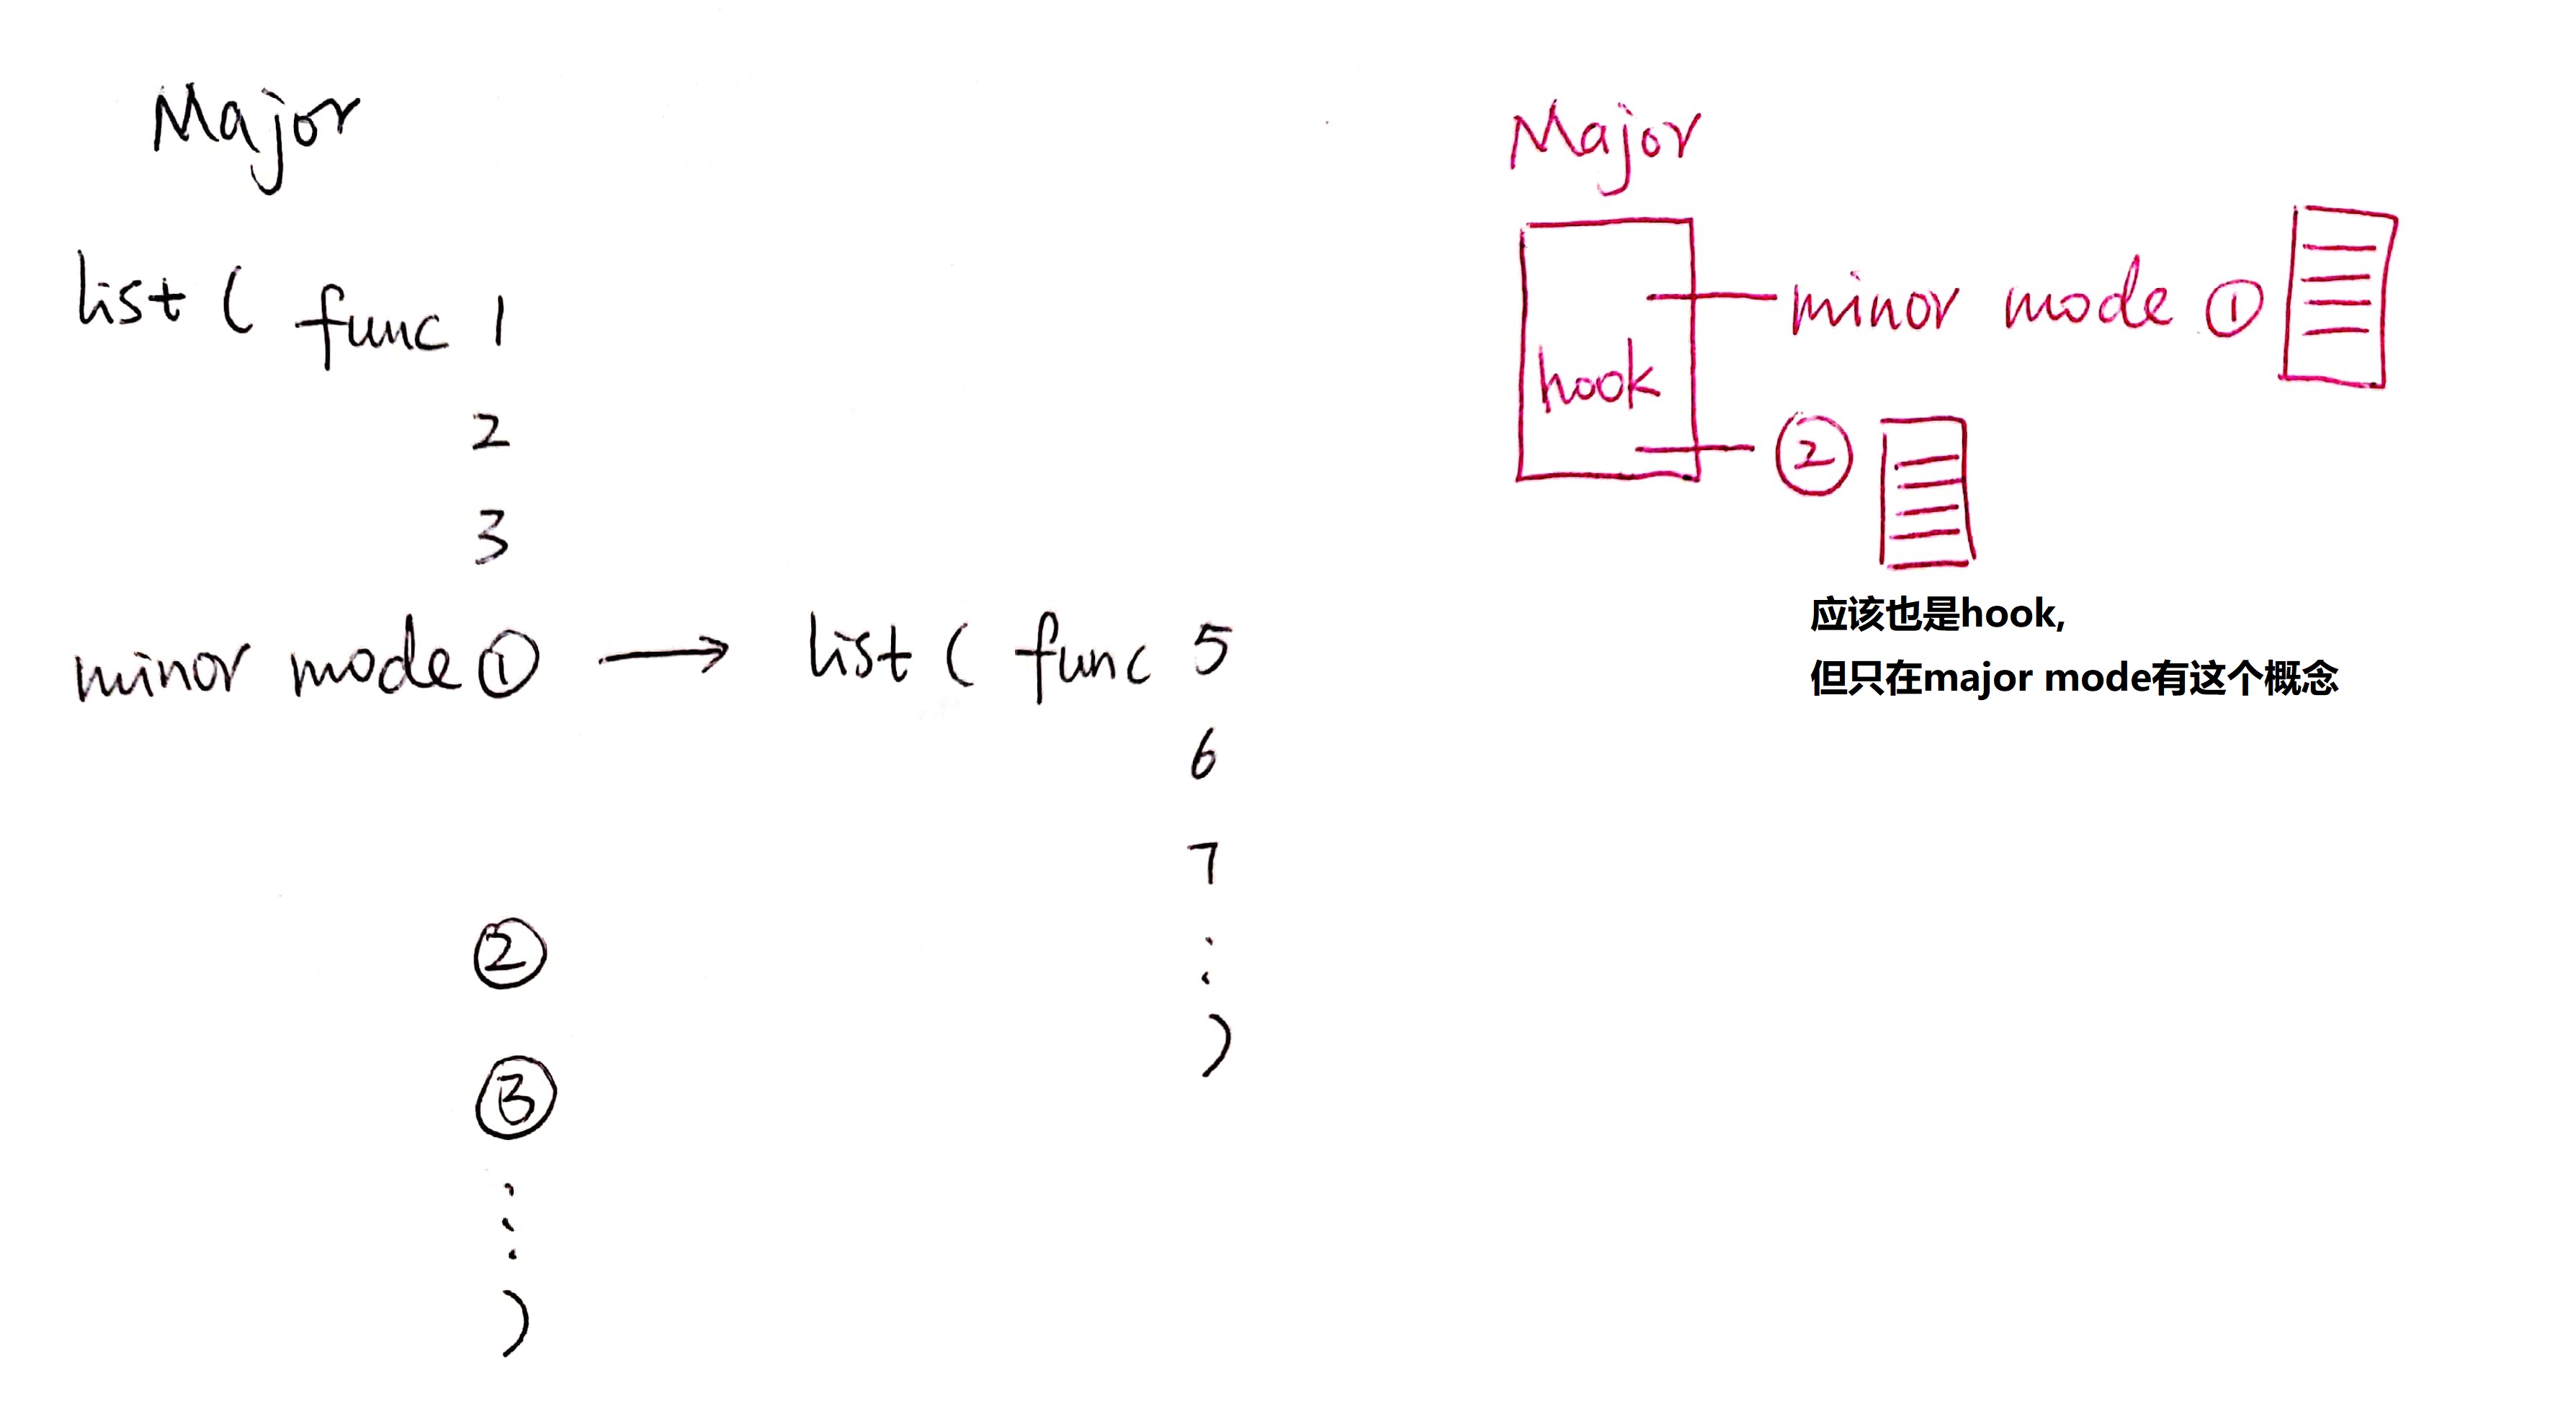 Major
list ( func 1
2
3
minor mode ① → list ( func 5
6
7
⋮
)
②
③
⋮
)
Major
hook
minor mode ①
②
应该也是hook,
但只在major mode有这个概念